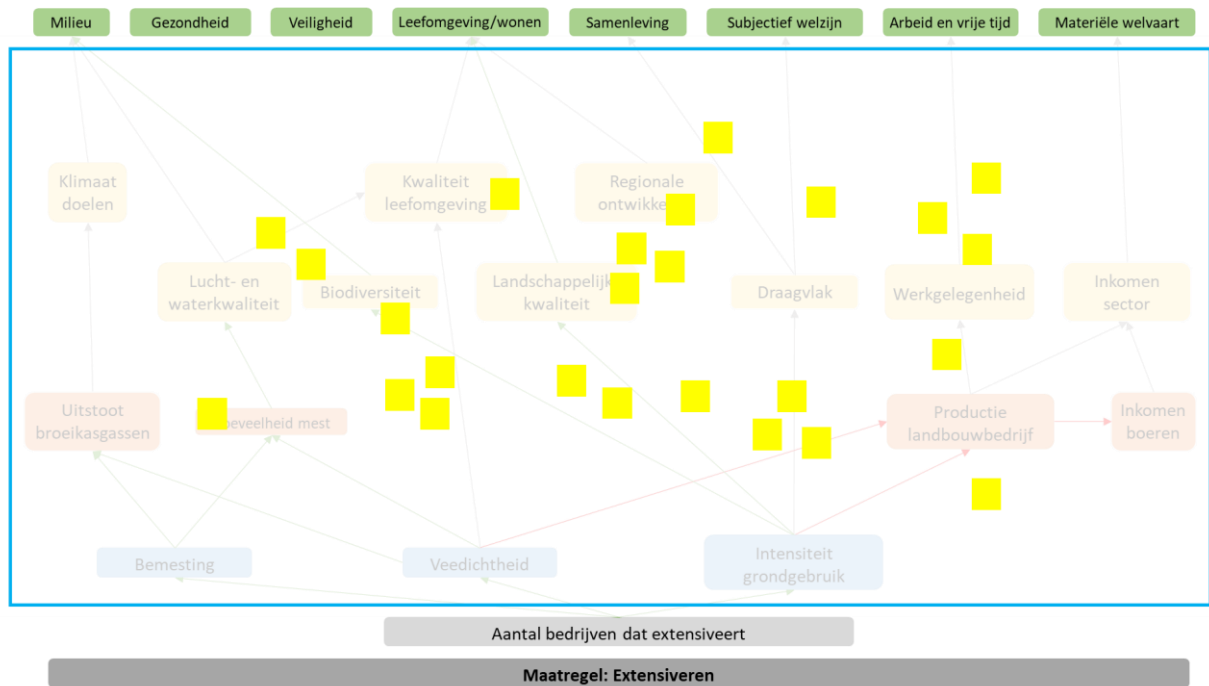 Milieu
Gezondheid
Veiligheid
Leefomgeving/wonen
Samenleving
Subjectief welzijn
Arbeid en vrije tijd
Materiële welvaart
Klimaat
doelen
Kwaliteit
leefomgeving
Regionale
Lucht- en
waterkwaliteit
Biodiversiteit
kwaliteit
Draagvlak
Werkgelegenheid
Inkomen
sector
Uitstoot
broeikasgassen
mest
Productie
landbouwbedrijf
Inkomen
boeren
Bemesting
Veedichtheid
Intensiteit
grondgebruik
Aantal bedrijven dat extensiveert
Maatregel: Extensiveren